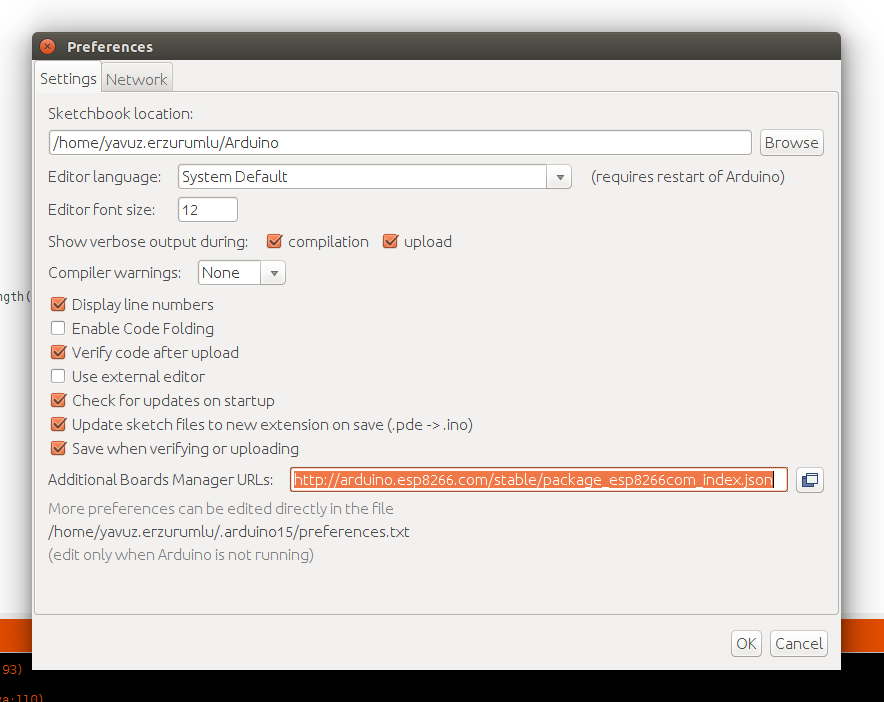 Preferences
Settings Network
Sketchbook location:
/home/yavuz.erzurumlu/Arduino Browse
Editor language: System Default (requires restart of Arduino)
Editor font size: 12
Show verbose output during: compilation upload
Compiler warnings: None
ngth(
Display line numbers
Enable Code Folding
Verify code after upload
Use external editor
Check for updates on startup
Update sketch files to new extension on save (.pde -> .ino)
Save when verifying or uploading
Additional Boards Manager URLs: http://arduino.esp8266.com/stable/package_esp8266com_index.json
More preferences can be edited directly in the file
/home/yavuz.erzurumlu/.arduino15/preferences.txt
(edit only when Arduino is not running)
OK Cancel
93)
va:110)